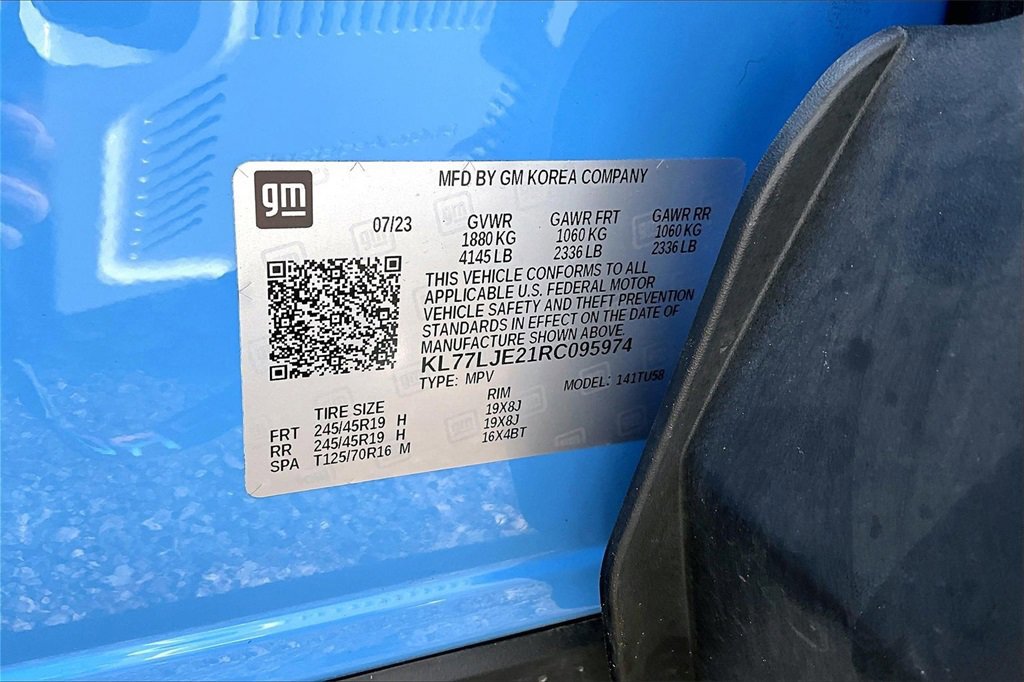 gm
MFD BY GM KOREA COMPANY
07/23
GVWR GAWR FRT GAWR RR
1880 KG 1060 KG 1060 KG
4145 LB 2336 LB 2336 LB
THIS VEHICLE CONFORMS TO ALL
APPLICABLE U.S. FEDERAL MOTOR
VEHICLE SAFETY AND THEFT PREVENTION
STANDARDS IN EFFECT ON THE DATE OF
MANUFACTURE SHOWN ABOVE.
KL77LJE21RC095974
TYPE: MPV MODEL: 141TU58
TIRE SIZE RIM
FRT 245/45R19 H 19X8J
RR 245/45R19 H 19X8J
SPA T125/70R16 M 16X4BT